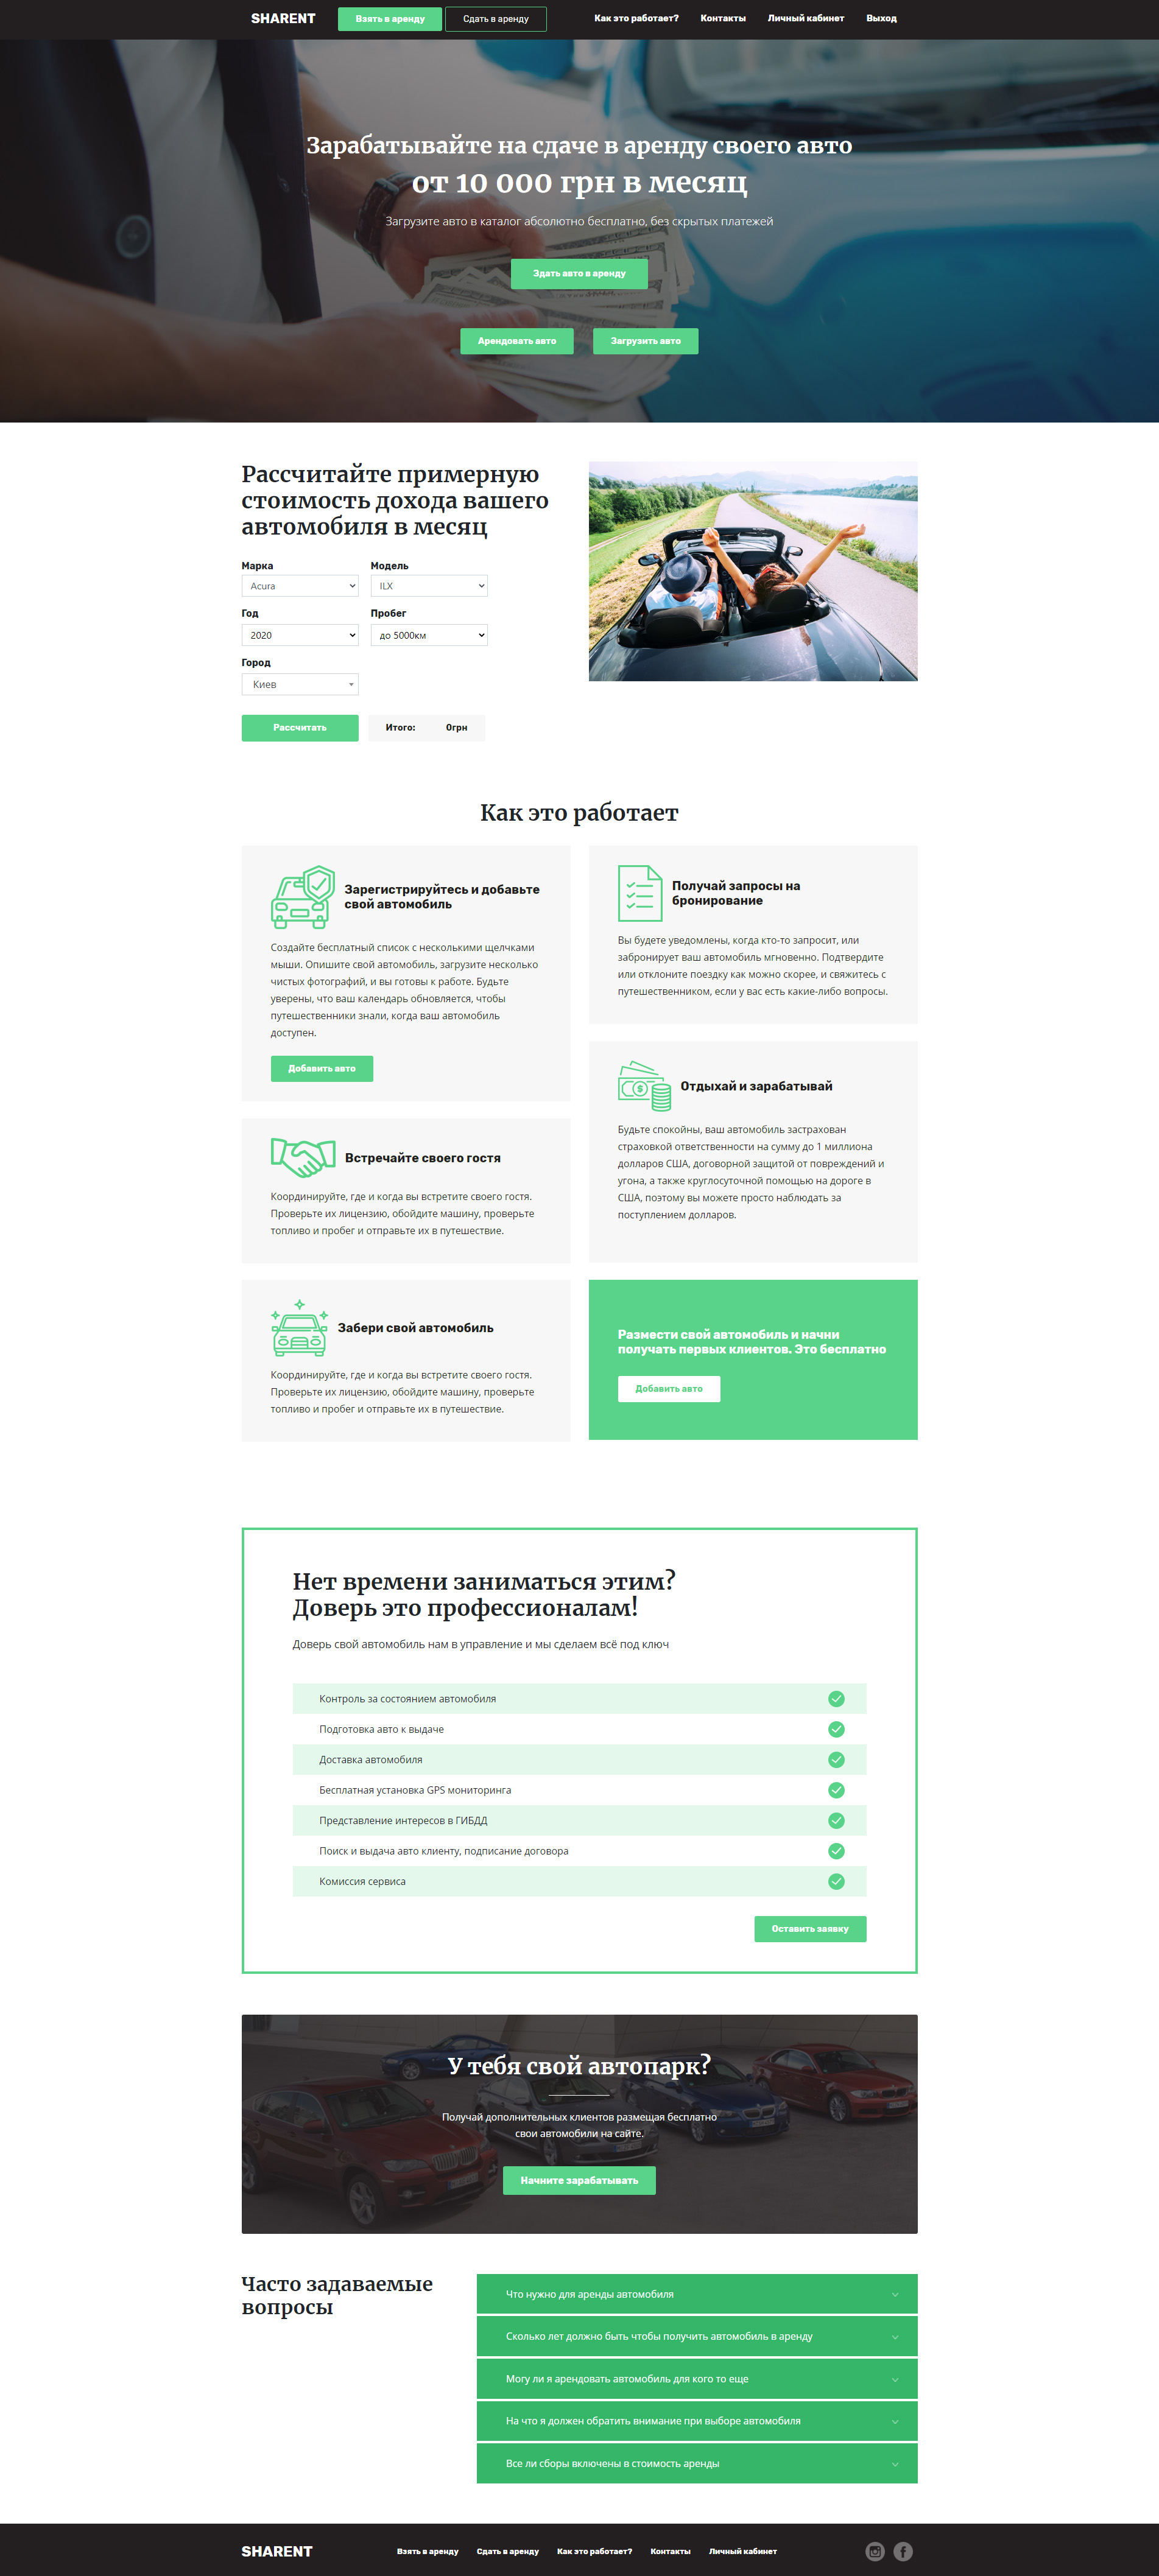 SHARENT
Взять в аренду
Сдать в аренду
Как это работает?
Контакты
Личный кабинет
Выход
Зарабатывайте на сдаче в аренду своего авто
от 10 000 грн в месяц
Загрузите авто в каталог абсолютно бесплатно, без скрытых платежей
Здать авто в аренду
Арендовать авто
Загрузить авто
Рассчитайте примерную
стоимость дохода вашего
автомобиля в месяц
Марка
Модель
Acura
ILX
Год
Пробег
2020
до 5000км
Город
Киев
Рассчитать
Итого: 0грн
Как это работает
Зарегистрируйтесь и добавьте
свой автомобиль
Создайте бесплатный список с несколькими щелчками
мыши. Опишите свой автомобиль, загрузите несколько
чистых фотографий, и вы готовы к работе. Будьте
уверены, что ваш календарь обновляется, чтобы
путешественники знали, когда ваш автомобиль
доступен.
Добавить авто
Получай запросы на
бронирование
Вы будете уведомлены, когда кто-то запросит, или
забронирует ваш автомобиль мгновенно. Подтвердите
или отклоните поездку как можно скорее, и свяжитесь с
путешественником, если у вас есть какие-либо вопросы.
Встречайте своего гостя
Координируйте, где и когда вы встретите своего гостя.
Проверьте их лицензию, обойдите машину, проверьте
топливо и пробег и отправьте их в путешествие.
Отдыхай и зарабатывай
Будьте спокойны, ваш автомобиль застрахован
страховкой ответственности на сумму до 1 миллиона
долларов США, договорной защитой от повреждений и
угона, а также круглосуточной помощью на дороге в
США, поэтому вы можете просто наблюдать за
поступлением долларов.
Забери свой автомобиль
Координируйте, где и когда вы встретите своего гостя.
Проверьте их лицензию, обойдите машину, проверьте
топливо и пробег и отправьте их в путешествие.
Размести свой автомобиль и начни
получать первых клиентов. Это бесплатно
Добавить авто
Нет времени заниматься этим?
Доверь это профессионалам!
Доверь свой автомобиль нам в управление и мы сделаем всё под ключ
Контроль за состоянием автомобиля
Подготовка авто к выдаче
Доставка автомобиля
Бесплатная установка GPS мониторинга
Представление интересов в ГИБДД
Поиск и выдача авто клиенту, подписание договора
Комиссия сервиса
Оставить заявку
У тебя свой автопарк?
Получай дополнительных клиентов размещая бесплатно
свои автомобили на сайте.
Начните зарабатывать
Часто задаваемые
вопросы
Что нужно для аренды автомобиля
Сколько лет должно быть чтобы получить автомобиль в аренду
Могу ли я арендовать автомобиль для кого то еще
На что я должен обратить внимание при выборе автомобиля
Все ли сборы включены в стоимость аренды
SHARENT
Взять в аренду
Сдать в аренду
Как это работает?
Контакты
Личный кабинет